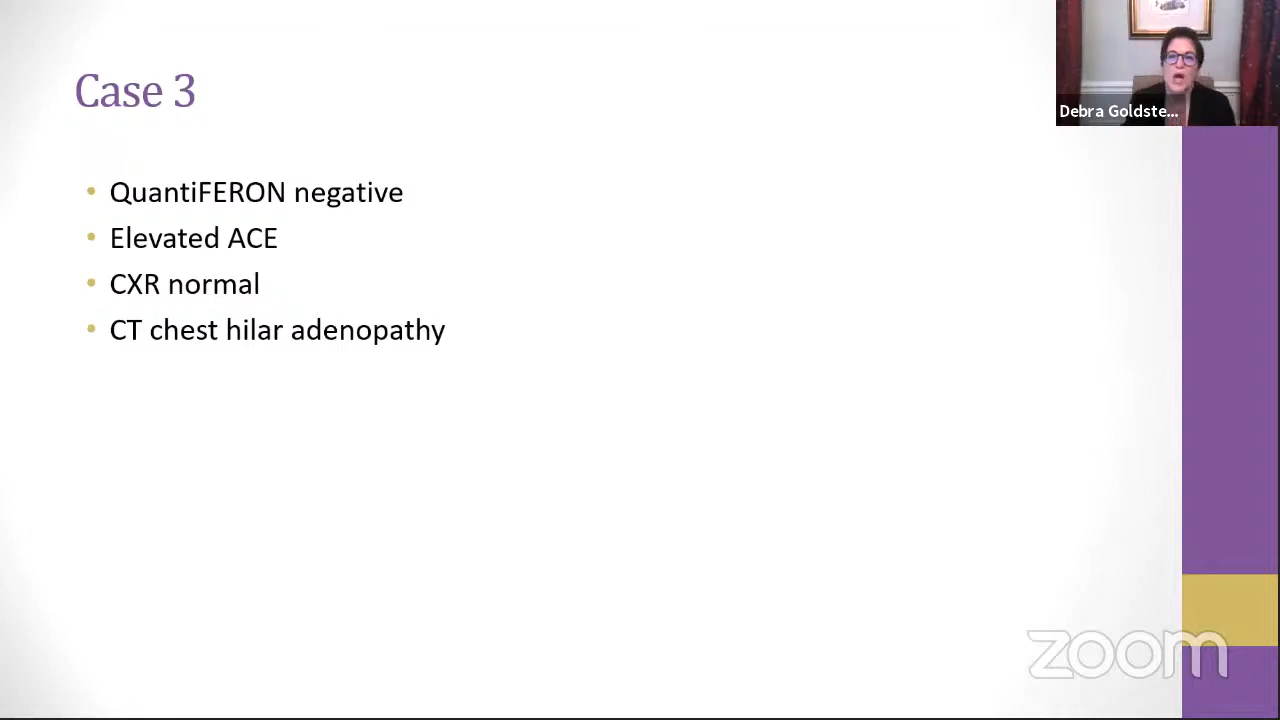 Case 3
Debra Goldste...
• QuantiFERON negative
• Elevated ACE
• CXR normal
• CT chest hilar adenopathy
zoom